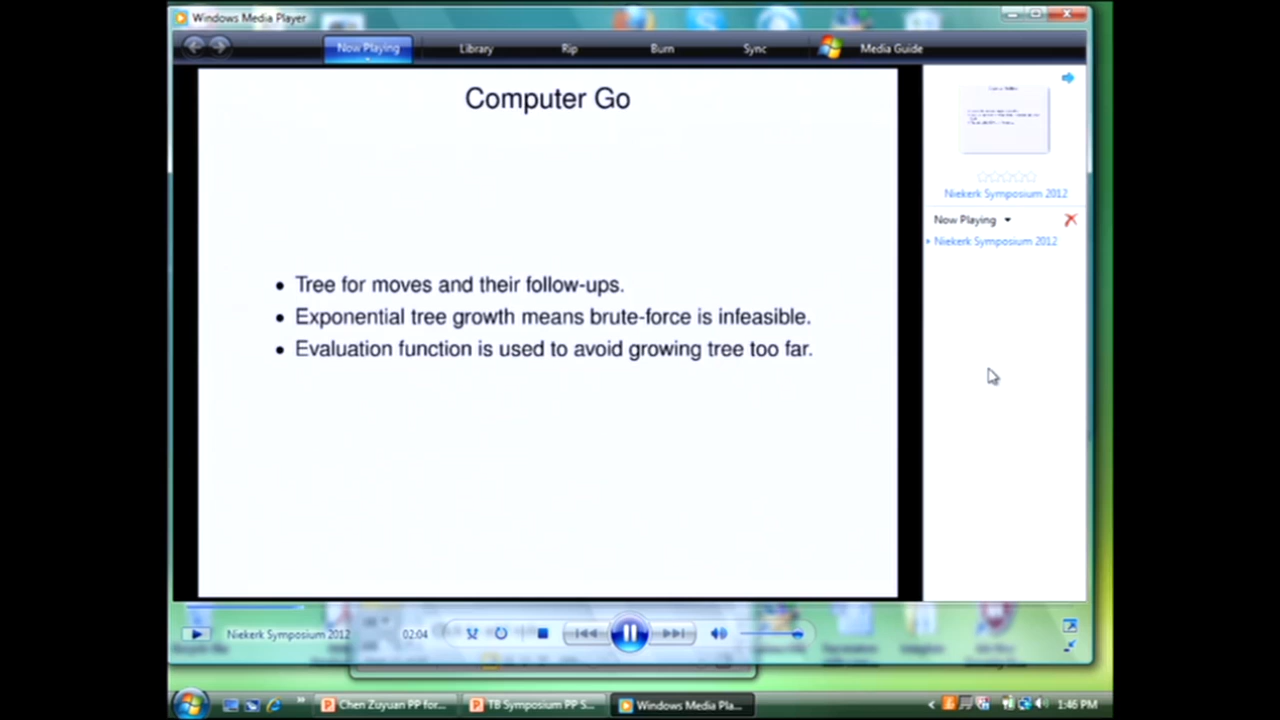 Windows Media Player
Now Playing
Library
Rip
Burn
Sync
Media Guide
Computer Go
• Tree for moves and their follow-ups.
• Exponential tree growth means brute-force is infeasible.
• Evaluation function is used to avoid growing tree too far.
Niekerk Symposium 2012
Now Playing
Niekerk Symposium 2012
Niekerk Symposium 2012
02:04
Chen Zuyuan PP for...
TB Symposium PP S...
Windows Media Pla...
1:46 PM